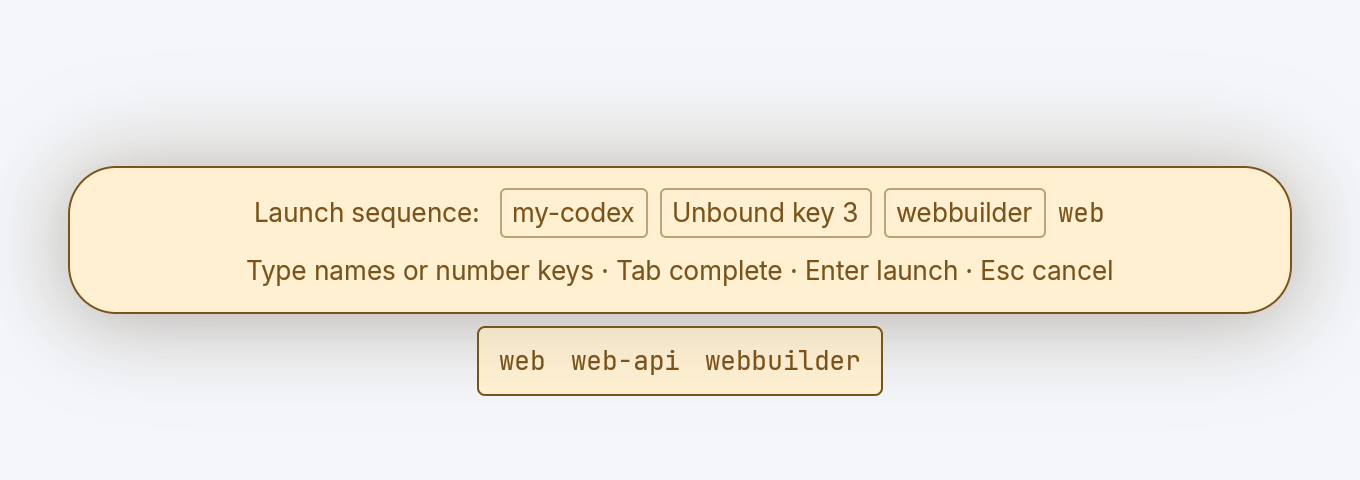 Launch sequence: my-codex Unbound key 3 webbuilder web
Type names or number keys · Tab complete · Enter launch · Esc cancel
web web-api webbuilder